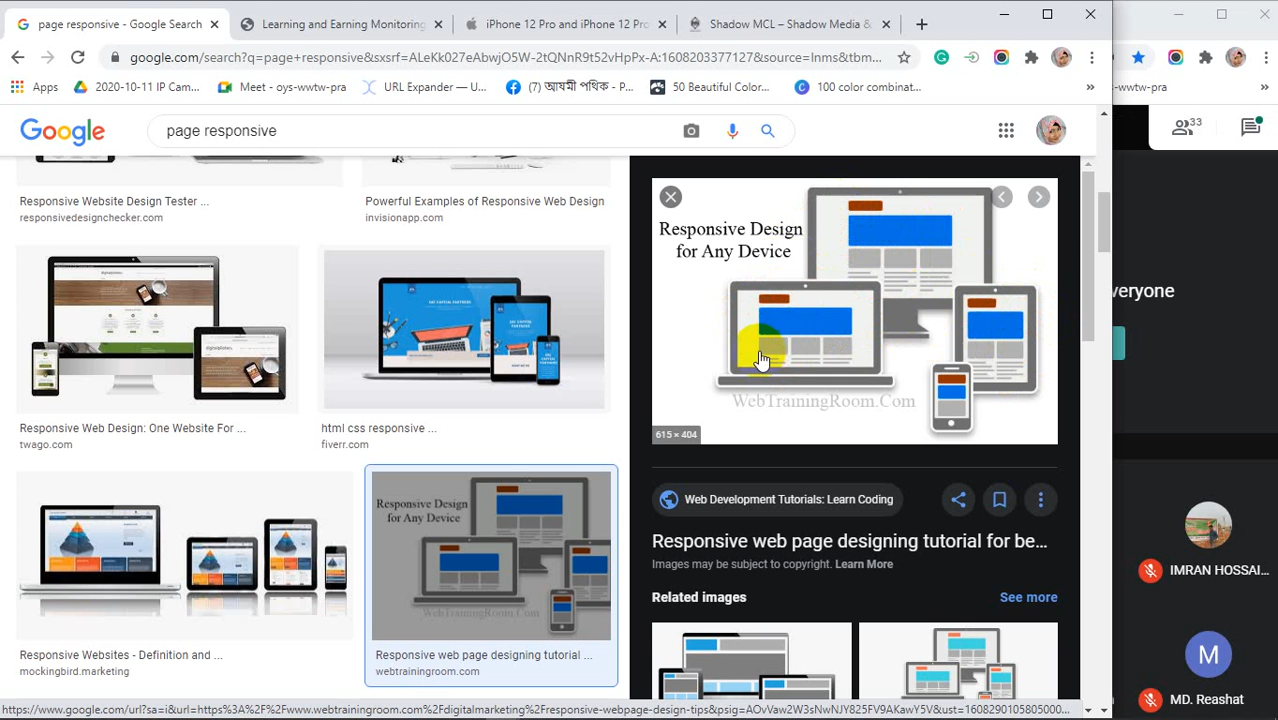 page responsive - Google Search
Learning and Earning Monitoring
iPhone 12 Pro and iPhone 12 Pro
Shadow MCL – Shadow Media &
google.com/search?q=page+responsive&sxsrf=ALeKk027eAbwjO5W-2tQNnR9t52vHpPx-A:1608203377127&source=lnms&tbm...
Apps
2020-10-11 IP Cam...
Meet - oys-wwtw-pra
URL Expander — U...
(7) আযমী পথিক - P...
50 Beautiful Color...
100 color combinat...
»
-wwtw-pra
»
Google
page responsive
33
Responsive Website Design Tester ...
responsivedesignchecker.com
Powerful Examples of Responsive Web Design
invisionapp.com
Responsive Web Design: One Website For ...
twago.com
html css responsive ...
fiverr.com
Responsive Websites - Definition and ...
mockingbird.marketing
Responsive Design
for Any Device
WebTrainingRoom.Com
Responsive web page designing tutorial ...
webtrainingroom.com
Responsive Design
for Any Device
WebTrainingRoom.Com
615 × 404
Web Development Tutorials: Learn Coding
Responsive web page designing tutorial for be...
Images may be subject to copyright. Learn More
Related images
See more
veryone
IMRAN HOSSAI...
M
MD. Reashat
https://www.google.com/url?sa=i&url=https%3A%2F%2Fwww.webtrainingroom.com%2Fdigitalmarketing%2Fresponsive-webpage-design-tips&psig=AOvVaw2W3sNwNJY825FV9AKawY5V&ust=1608290105805000...